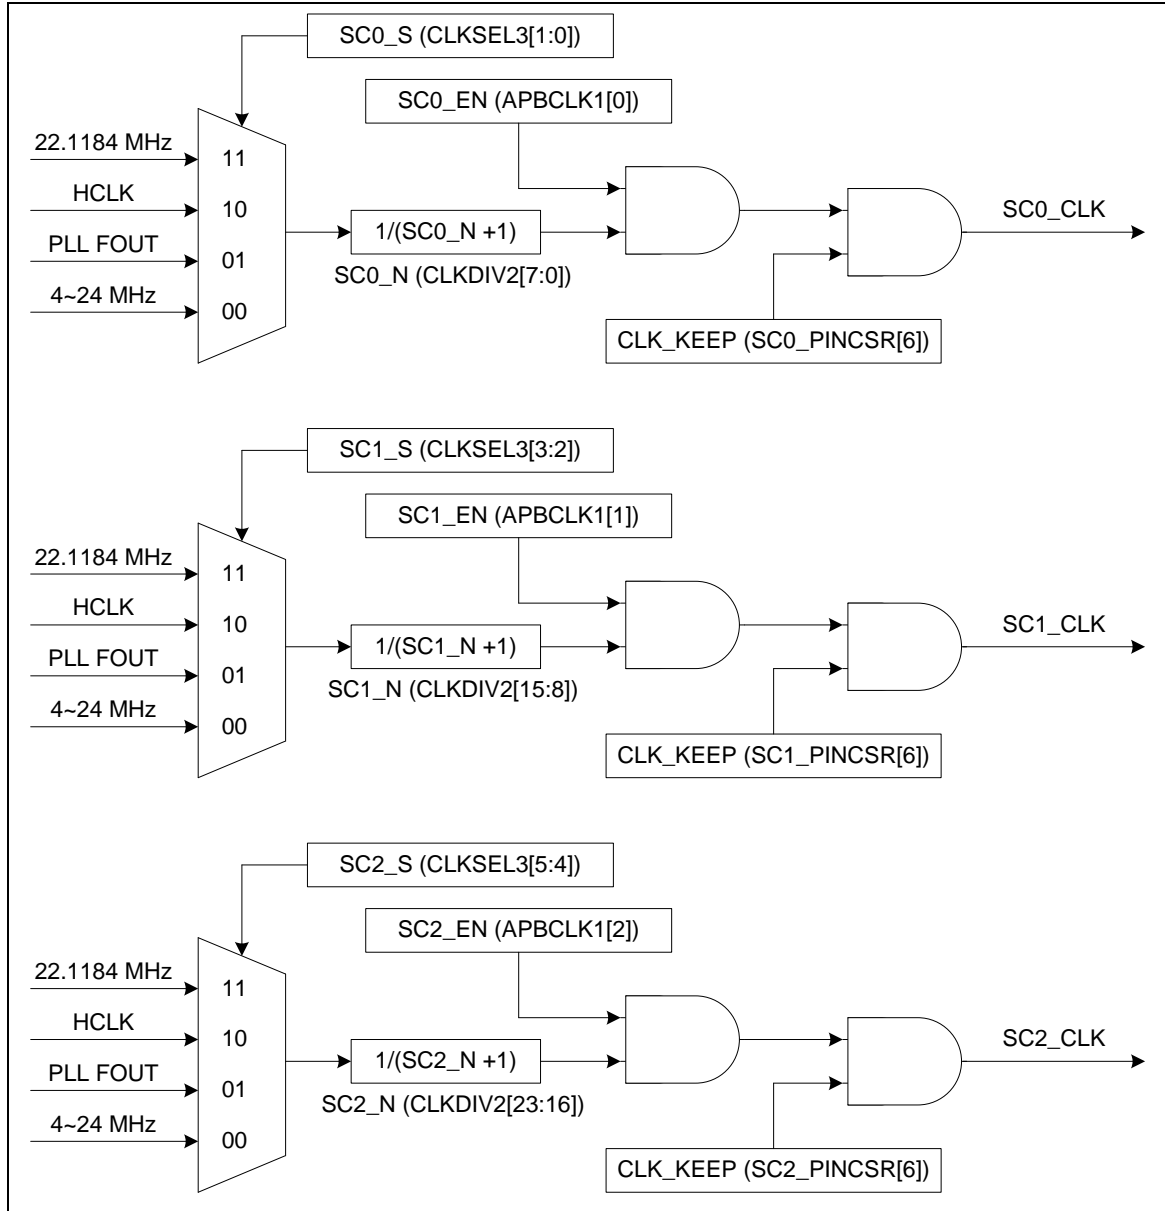 SC0_S (CLKSEL3[1:0])
SC0_EN (APBCLK1[0])
22.1184 MHz
11
HCLK
10
PLL FOUT
01
4~24 MHz
00
1/(SC0_N +1)
SC0_N (CLKDIV2[7:0])
SC0_CLK
CLK_KEEP (SC0_PINCSR[6])
SC1_S (CLKSEL3[3:2])
SC1_EN (APBCLK1[1])
22.1184 MHz
11
HCLK
10
PLL FOUT
01
4~24 MHz
00
1/(SC1_N +1)
SC1_N (CLKDIV2[15:8])
SC1_CLK
CLK_KEEP (SC1_PINCSR[6])
SC2_S (CLKSEL3[5:4])
SC2_EN (APBCLK1[2])
22.1184 MHz
11
HCLK
10
PLL FOUT
01
4~24 MHz
00
1/(SC2_N +1)
SC2_N (CLKDIV2[23:16])
SC2_CLK
CLK_KEEP (SC2_PINCSR[6])